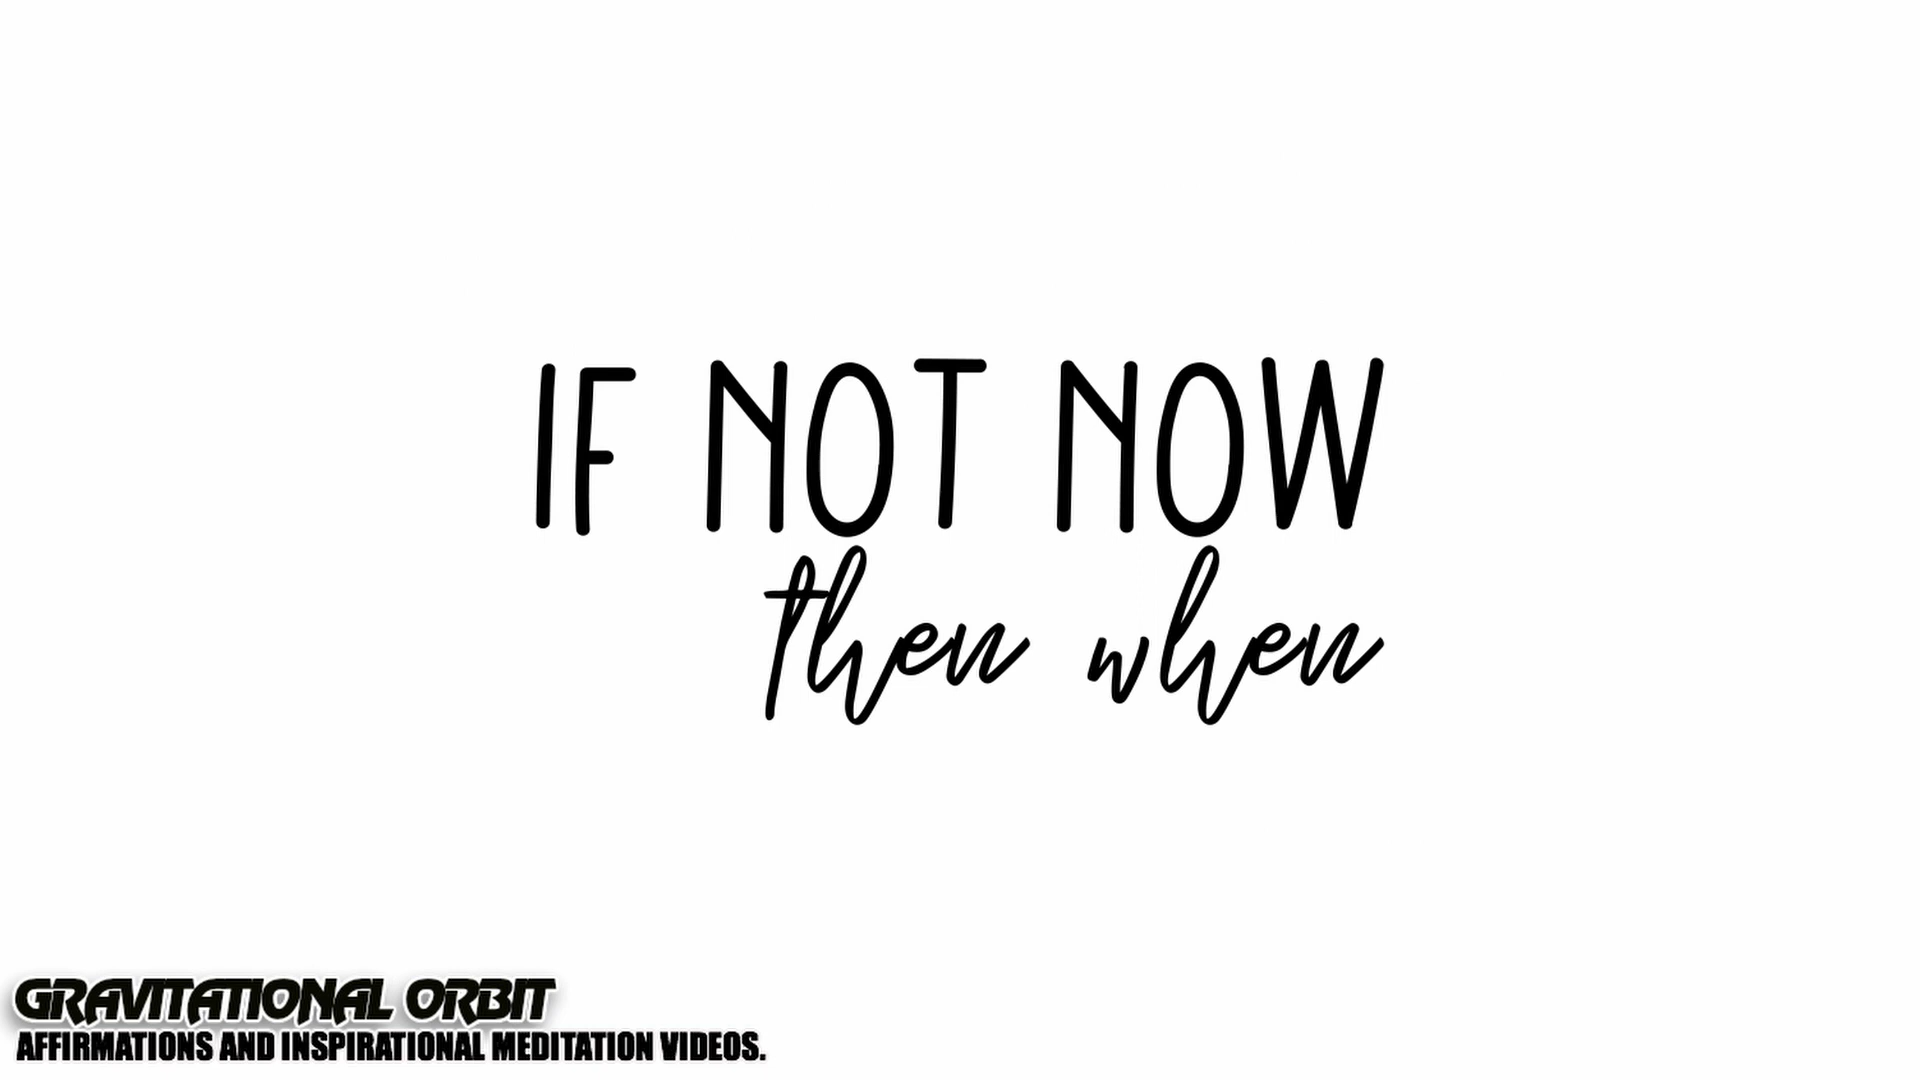 IF NOT NOW
then when
GRAVITATIONAL ORBIT
AFFIRMATIONS AND INSPIRATIONAL MEDITATION VIDEOS.